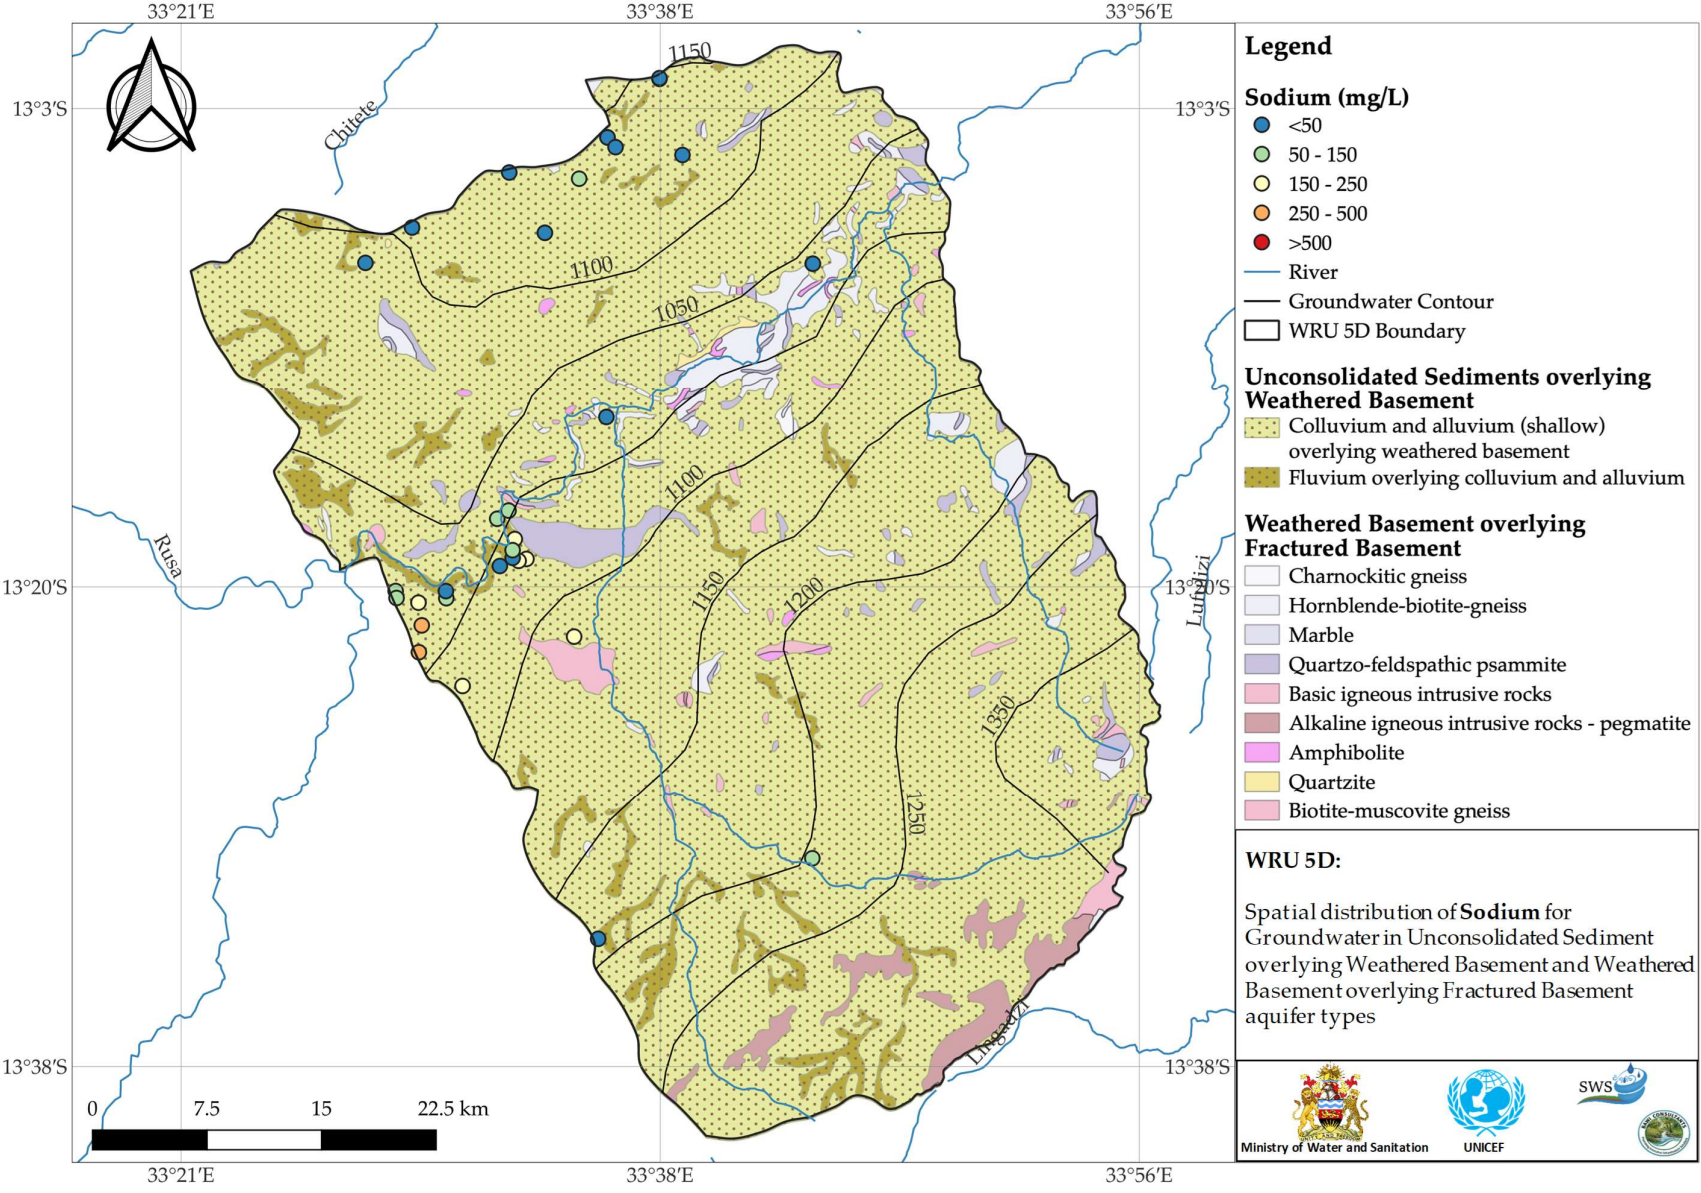 33°21′E 33°38′E 33°56′E
13°3′S 13°3′S
1150
Chitete
1100
1050
1100
Rusa
1150
1200
13°20′S 13°20′S
Lufulizi
1350
1250
Lingadzi
13°38′S 13°38′S
0 7.5 15 22.5 km
33°21′E 33°38′E 33°56′E
Legend
Sodium (mg/L)
<50
50 - 150
150 - 250
250 - 500
>500
River
Groundwater Contour
WRU 5D Boundary
Unconsolidated Sediments overlying
Weathered Basement
Colluvium and alluvium (shallow)
overlying weathered basement
Fluvium overlying colluvium and alluvium
Weathered Basement overlying
Fractured Basement
Charnockitic gneiss
Hornblende-biotite-gneiss
Marble
Quartzo-feldspathic psammite
Basic igneous intrusive rocks
Alkaline igneous intrusive rocks - pegmatite
Amphibolite
Quartzite
Biotite-muscovite gneiss
WRU 5D:
Spatial distribution of Sodium for
Groundwater in Unconsolidated Sediment
overlying Weathered Basement and Weathered
Basement overlying Fractured Basement
aquifer types
Ministry of Water and Sanitation
UNICEF
SWS